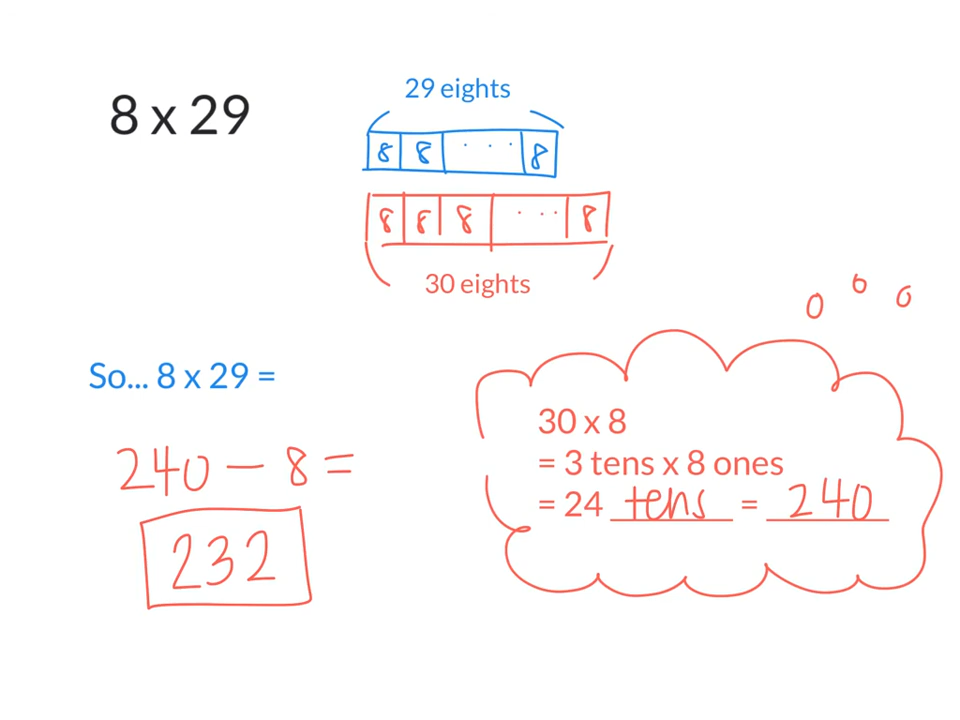 8 x 29
29 eights
8 8 ... 8
8 8 8 ... 8
30 eights
So... 8 x 29 =
240 - 8 =
232
30 x 8
= 3 tens x 8 ones
= 24 tens = 240